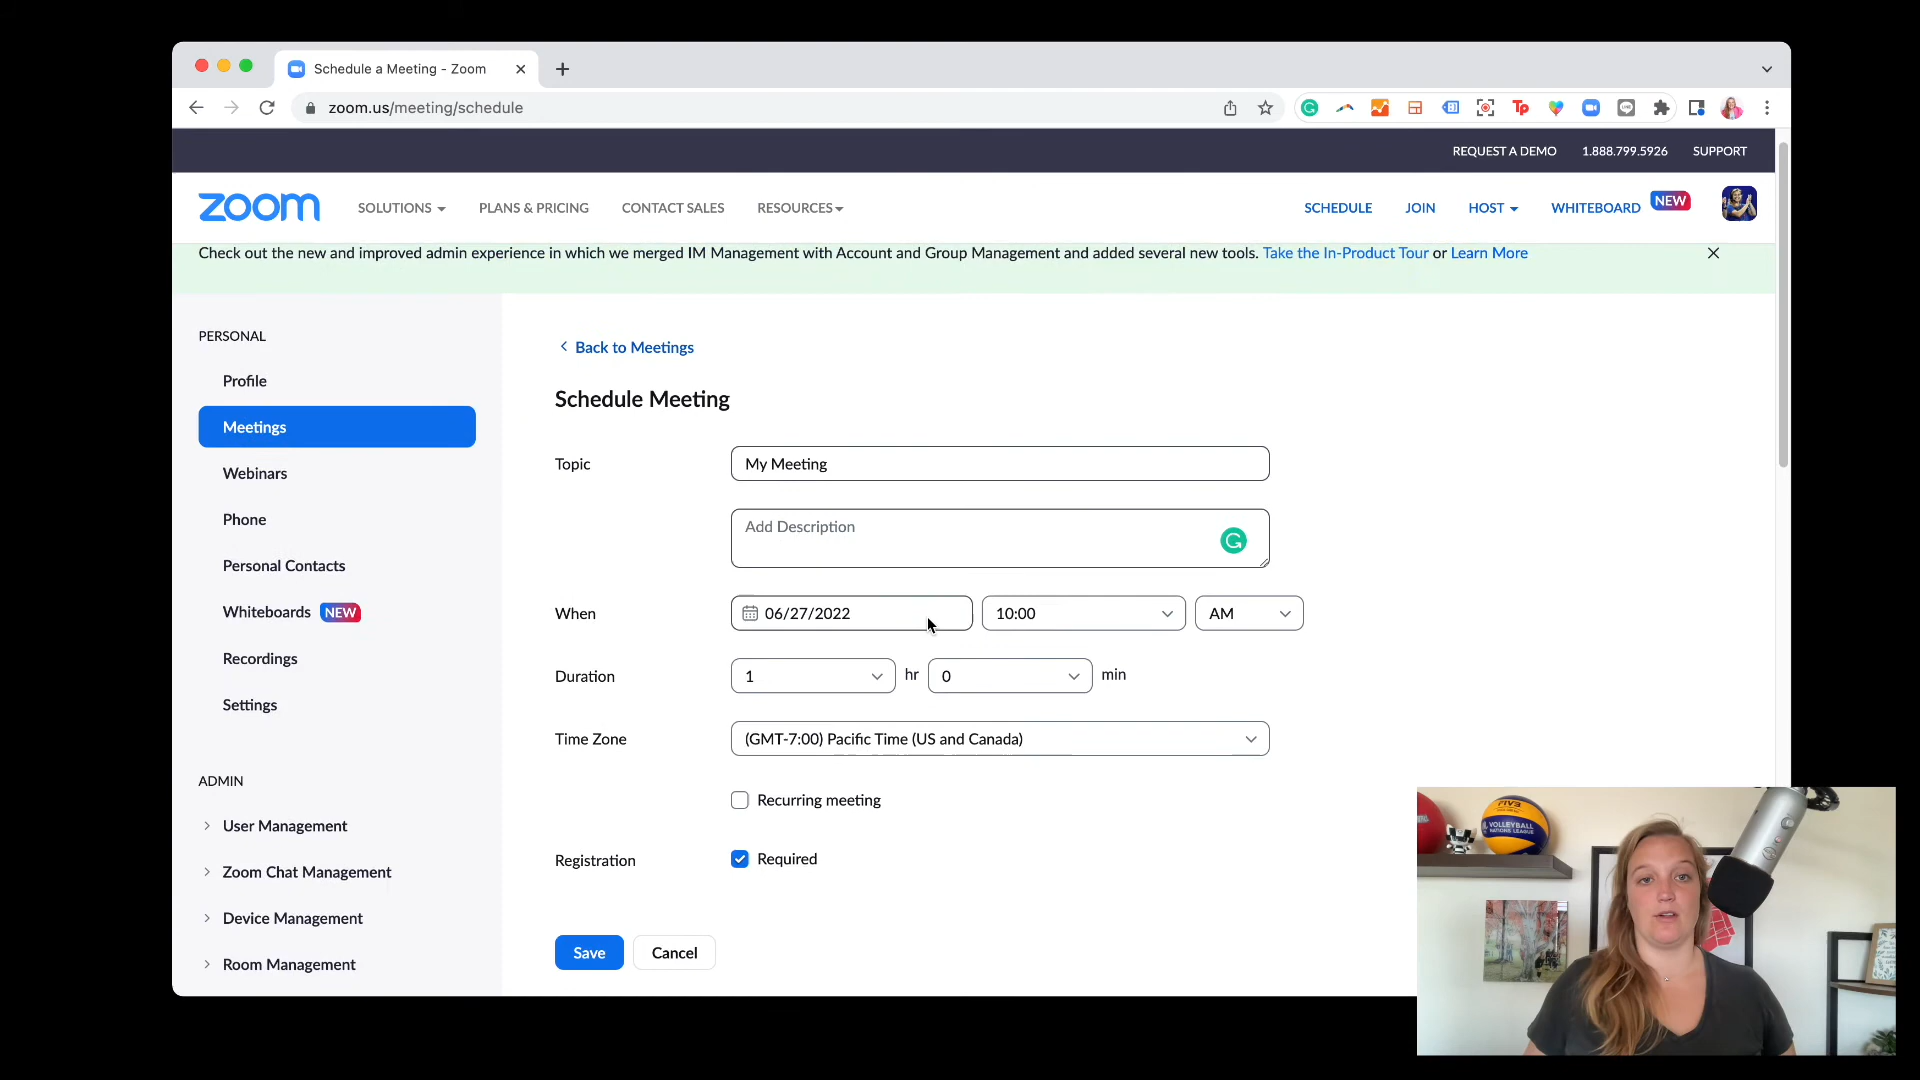 Schedule a Meeting - Zoom
zoom.us/meeting/schedule
REQUEST A DEMO 1.888.799.5926 SUPPORT
zoom SOLUTIONS PLANS & PRICING CONTACT SALES RESOURCES SCHEDULE JOIN HOST WHITEBOARD NEW
Check out the new and improved admin experience in which we merged IM Management with Account and Group Management and added several new tools. Take the In-Product Tour or Learn More
PERSONAL
Profile
Meetings
Webinars
Phone
Personal Contacts
Whiteboards NEW
Recordings
Settings
ADMIN
User Management
Zoom Chat Management
Device Management
Room Management
Back to Meetings
Schedule Meeting
Topic My Meeting
Add Description
When 06/27/2022 10:00 AM
Duration 1 hr 0 min
Time Zone (GMT-7:00) Pacific Time (US and Canada)
Recurring meeting
Registration Required
Save Cancel
FIVB
VOLLEYBALL
NATIONS LEAGUE